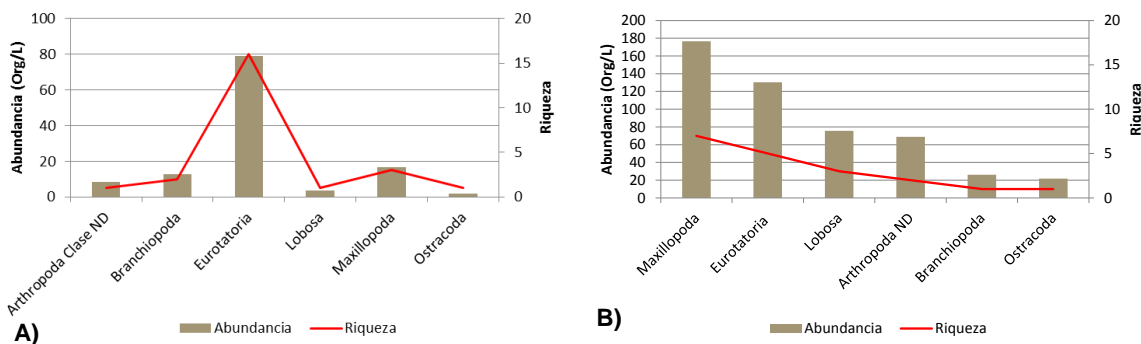 100
80
60
40
20
0
Abundancia (Org/L)
20
15
10
5
0
Riqueza
Arthropoda Clase ND
Branchiopoda
Eurotatoria
Lobosa
Maxillopoda
Ostracoda
A)
Abundancia
Riqueza
200
180
160
140
120
100
80
60
40
20
0
Abundancia (Org/L)
20
15
10
5
0
Riqueza
Maxillopoda
Eurotatoria
Lobosa
Arthropoda ND
Branchiopoda
Ostracoda
B)
Abundancia
Riqueza